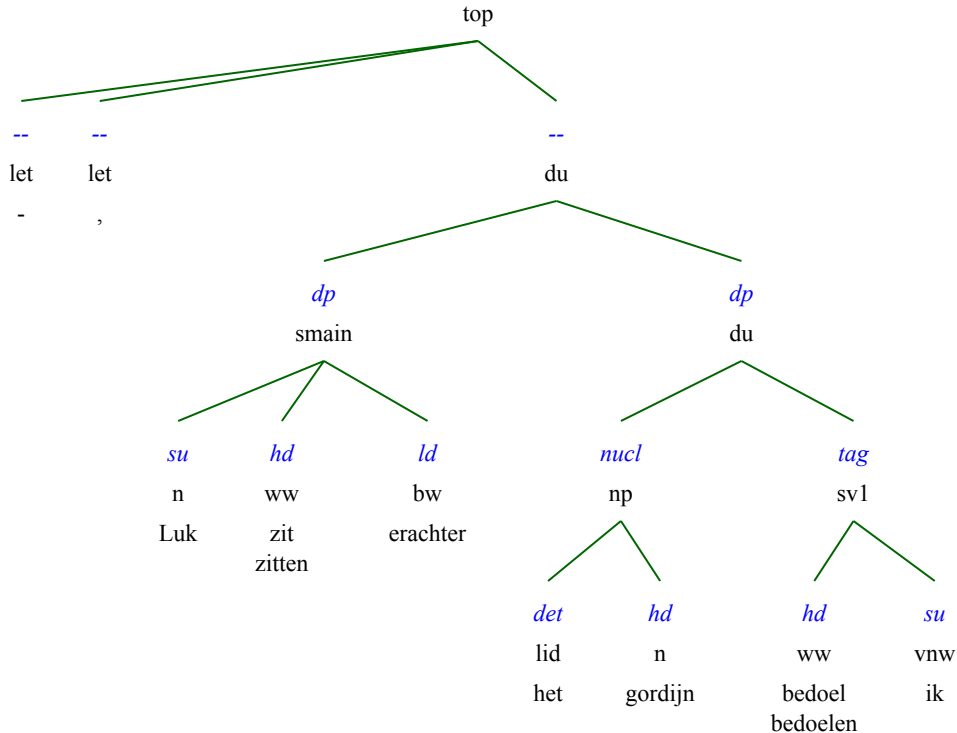 top
-- -- --
let let du
- ,
dp dp
smain du
su hd ld nucl tag
n ww bw np sv1
Luk zit erachter
zitten
det hd hd su
lid n ww vnw
het gordijn bedoel ik
bedoelen